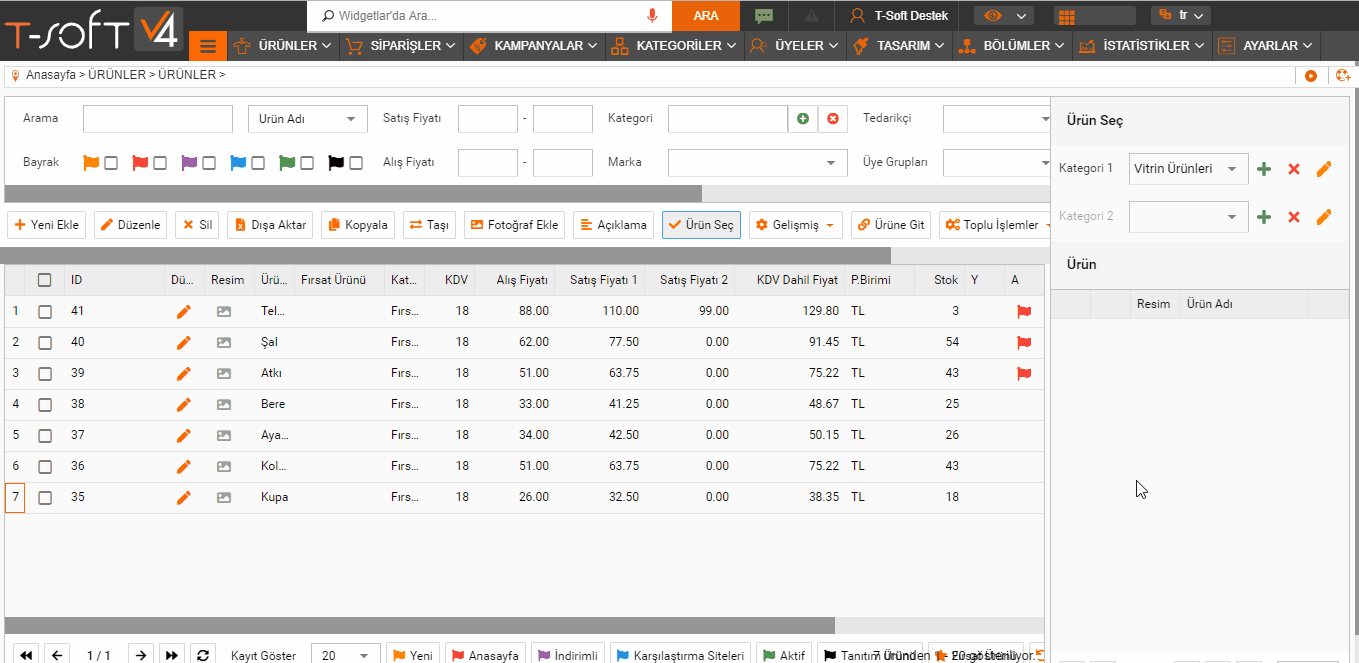 T-SOFT V4
Widgetlar'da Ara...
ARA
T-Soft Destek
tr
ÜRÜNLER
SİPARİŞLER
KAMPANYALAR
KATEGORİLER
ÜYELER
TASARIM
BÖLÜMLER
İSTATİSTİKLER
AYARLAR
Anasayfa > ÜRÜNLER > ÜRÜNLER >
Arama
Ürün Adı
Satış Fiyatı
-
Kategori
Tedarikçi
Bayrak
Alış Fiyatı
-
Marka
Üye Grupları
Yeni Ekle
Düzenle
Sil
Dışa Aktar
Kopyala
Taşı
Fotoğraf Ekle
Açıklama
Ürün Seç
Gelişmiş
Ürüne Git
Toplu İşlemler
ID Dü... Resim Ürü... Fırsat Ürünü Kat... KDV Alış Fiyatı Satış Fiyatı 1 Satış Fiyatı 2 KDV Dahil Fiyat P.Birimi Stok Y A
1 41 Tel... Fırs... 18 88.00 110.00 99.00 129.80 TL 3
2 40 Şal Fırs... 18 62.00 77.50 0.00 91.45 TL 54
3 39 Atkı Fırs... 18 51.00 63.75 0.00 75.22 TL 43
4 38 Bere Fırs... 18 33.00 41.25 0.00 48.67 TL 25
5 37 Aya... Fırs... 18 34.00 42.50 0.00 50.15 TL 26
6 36 Kol... Fırs... 18 51.00 63.75 0.00 75.22 TL 43
7 35 Kupa Fırs... 18 26.00 32.50 0.00 38.35 TL 18
Ürün Seç
Kategori 1 Vitrin Ürünleri
Kategori 2
Ürün
Resim Ürün Adı
1 / 1
Kayıt Göster
20
Yeni
Anasayfa
İndirimli
Karşılaştırma Siteleri
Aktif
Tanıtım